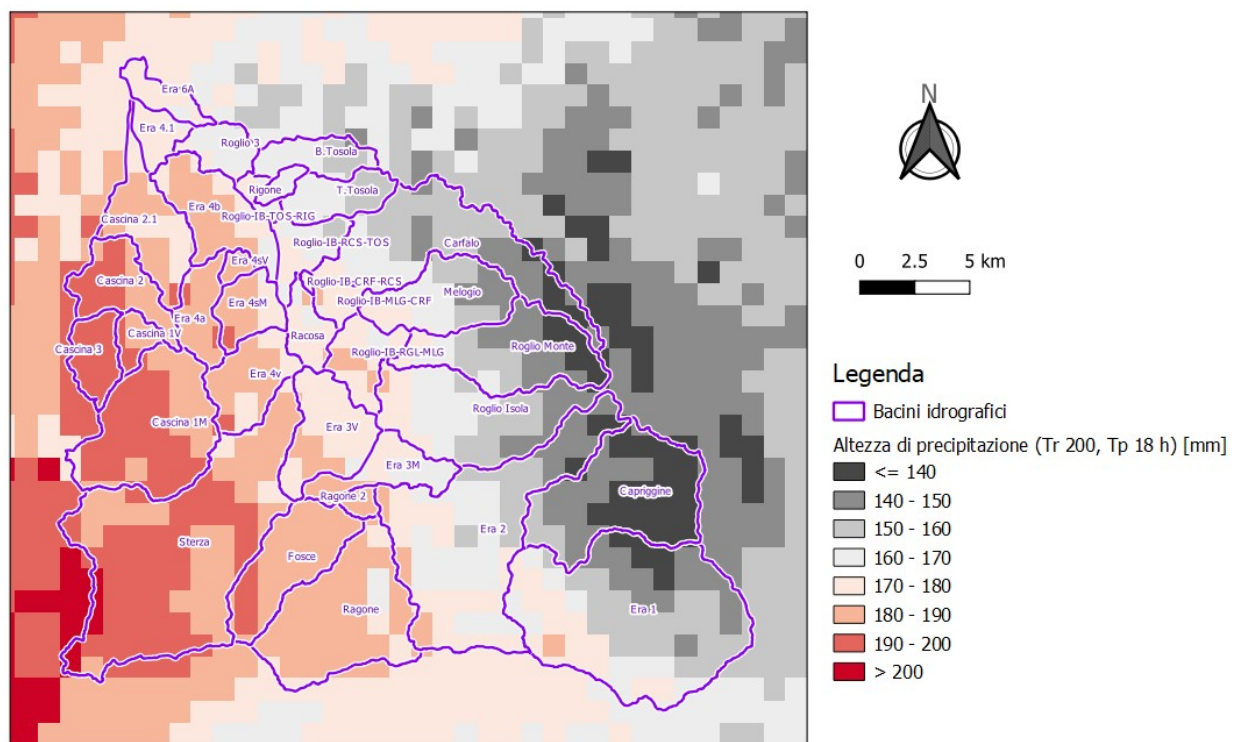 Era 6A
Era 4.1
Roglio 3
B.Tosola
Rigone
T.Tosola
Era 4b
Roglio-IB-TOS-RIG
Cascina 2.1
Roglio-IB-RCS-TOS
Carfalo
Era 4sV
Cascina 2
Roglio-IB-CRF-RCS
Melogio
Era 4sM
Roglio-IB-MLG-CRF
Era 4a
Cascina 1V
Racosa
Cascina 3
Roglio-IB-RGL-MLG
Roglio Monte
Era 4v
Roglio Isola
Cascina 1M
Era 3V
Era 3M
Ragone 2
Capriggine
Era 2
Sterza
Fosce
Ragone
Era 1
N
0 2.5 5 km
Legenda
Bacini idrografici
Altezza di precipitazione (Tr 200, Tp 18 h) [mm]
<= 140
140 - 150
150 - 160
160 - 170
170 - 180
180 - 190
190 - 200
> 200